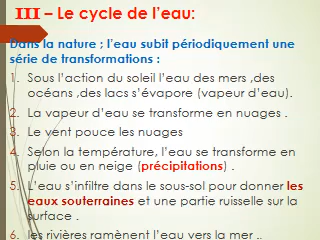 III – Le cycle de l'eau:
Dans la nature ; l'eau subit périodiquement une
série de transformations :
1. Sous l'action du soleil l'eau des mers ,des
océans ,des lacs s'évapore (vapeur d'eau).
2. La vapeur d'eau se transforme en nuages .
3. Le vent pouce les nuages
4. Selon la température, l'eau se transforme en
pluie ou en neige (précipitations) .
5. L'eau s'infiltre dans le sous-sol pour donner les
eaux souterraines et une partie ruisselle sur la
surface .
6. les rivières ramènent l'eau vers la mer ..